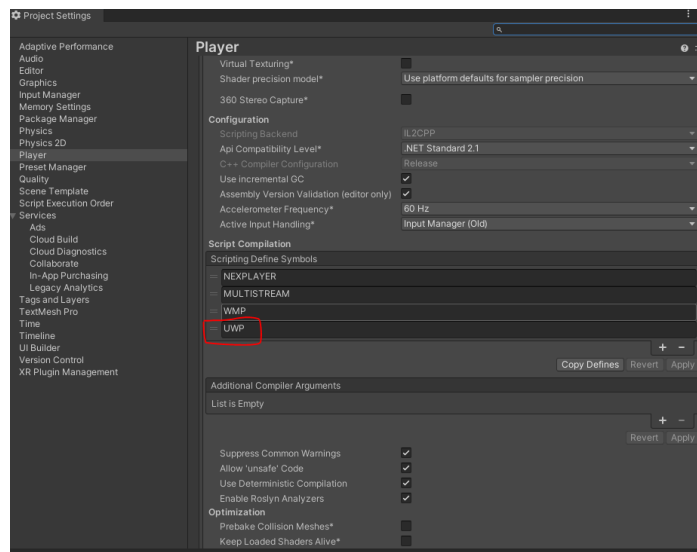 Project Settings
Adaptive Performance
Audio
Editor
Graphics
Input Manager
Memory Settings
Package Manager
Physics
Physics 2D
Player
Preset Manager
Quality
Scene Template
Script Execution Order
Services
Ads
Cloud Build
Cloud Diagnostics
Collaborate
In-App Purchasing
Legacy Analytics
Tags and Layers
TextMesh Pro
Time
Timeline
UI Builder
Version Control
XR Plugin Management
Player
Virtual Texturing*
Shader precision model* Use platform defaults for sampler precision
360 Stereo Capture*
Configuration
Scripting Backend IL2CPP
Api Compatibility Level* .NET Standard 2.1
C++ Compiler Configuration Release
Use incremental GC
Assembly Version Validation (editor only)
Accelerometer Frequency* 60 Hz
Active Input Handling* Input Manager (Old)
Script Compilation
Scripting Define Symbols
NEXPLAYER
MULTISTREAM
WMP
UWP
+ −
Copy Defines Revert Apply
Additional Compiler Arguments
List is Empty
+ −
Revert Apply
Suppress Common Warnings
Allow 'unsafe' Code
Use Deterministic Compilation
Enable Roslyn Analyzers
Optimization
Prebake Collision Meshes*
Keep Loaded Shaders Alive*